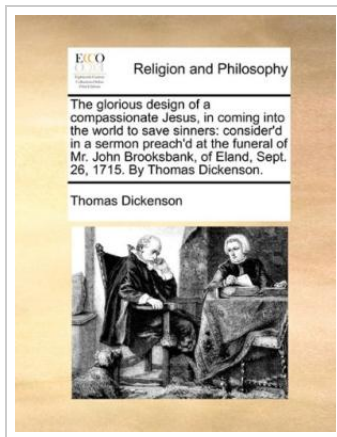 ECCO
Religion and Philosophy
The glorious design of a
compassionate Jesus, in coming into
the world to save sinners: consider'd
in a sermon preach'd at the funeral of
Mr. John Brooksbank, of Eland, Sept.
26, 1715. By Thomas Dickenson.
Thomas Dickenson